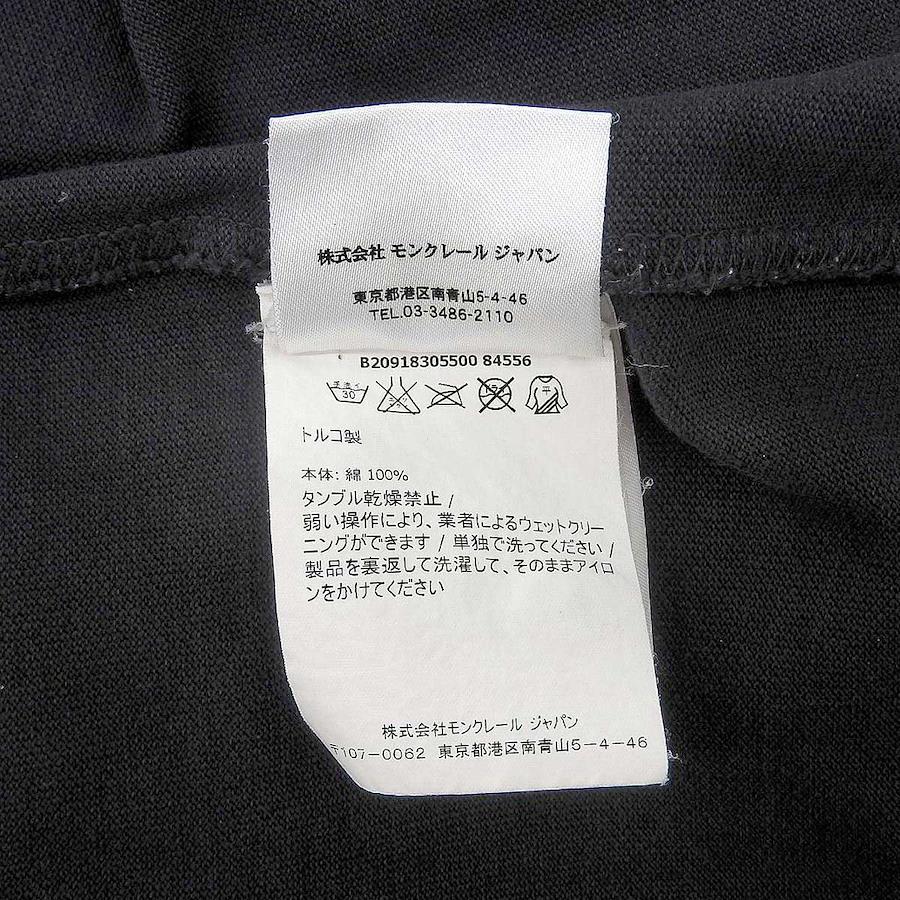 株式会社 モンクレール ジャパン
東京都港区南青山5-4-46
TEL.03-3486-2110
B20918305500 84556
手洗イ 30 平
トルコ製
本体: 綿 100%
タンブル乾燥禁止 /
弱い操作により、業者によるウェットクリー
ニングができます / 単独で洗ってください /
製品を裏返して洗濯して、そのままアイロ
ンをかけてください
株式会社モンクレール ジャパン
〒107-0062 東京都港区南青山5-4-46